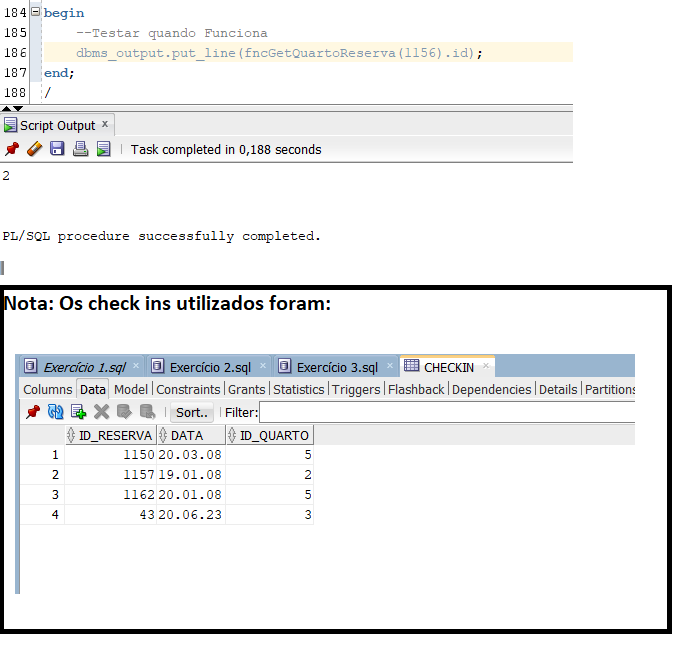 184 begin
185 --Testar quando Funciona
186 dbms_output.put_line(fncGetQuartoReserva(1156).id);
187 end;
188 /
Script Output x
Task completed in 0,188 seconds
2
PL/SQL procedure successfully completed.
Nota: Os check ins utilizados foram:
Exercício 1.sql × Exercício 2.sql × Exercício 3.sql × CHECKIN ×
Columns Data Model Constraints Grants Statistics Triggers Flashback Dependencies Details Partitions
Sort.. Filter:
ID_RESERVA DATA ID_QUARTO
1 1150 20.03.08 5
2 1157 19.01.08 2
3 1162 20.01.08 5
4 43 20.06.23 3